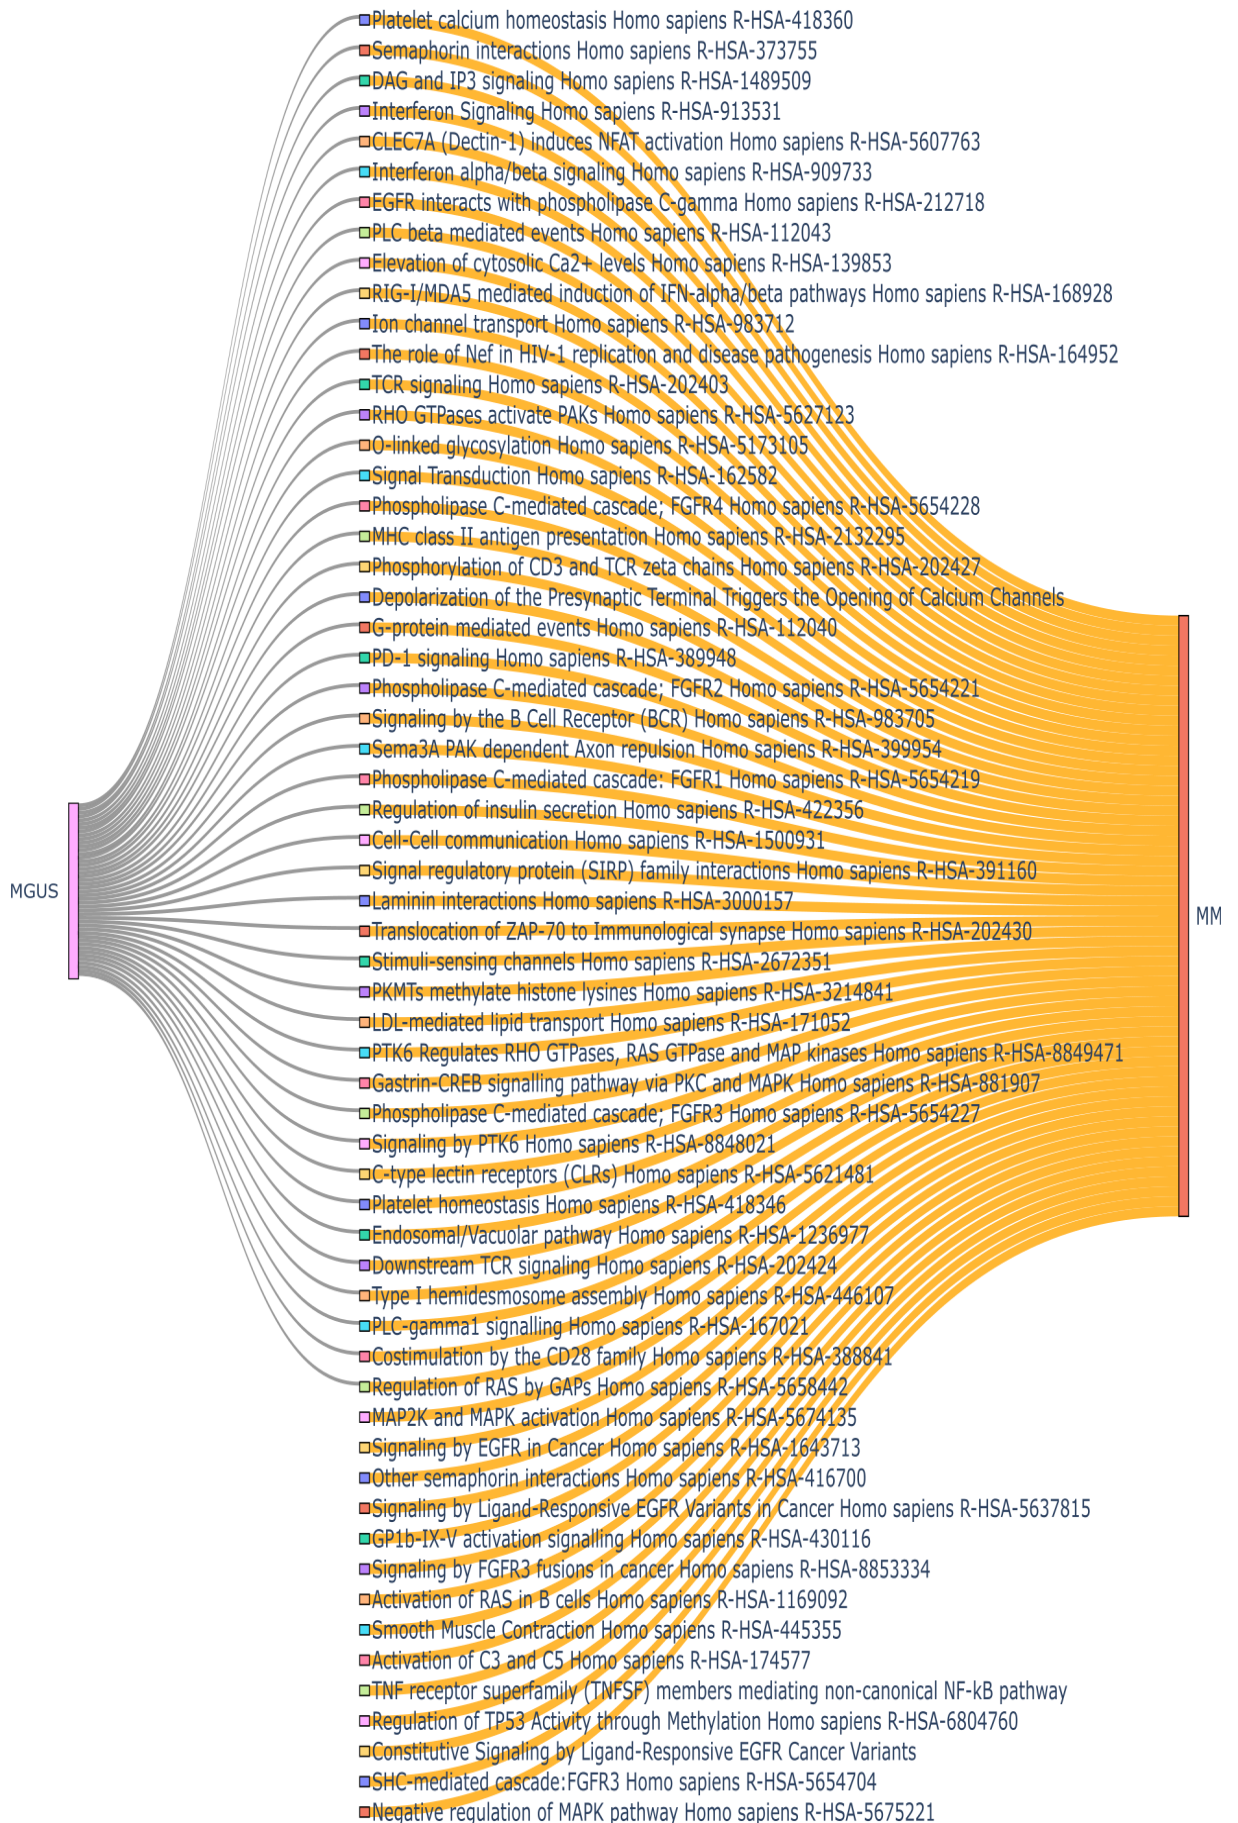 Platelet calcium homeostasis Homo sapiens R-HSA-418360
Semaphorin interactions Homo sapiens R-HSA-373755
DAG and IP3 signaling Homo sapiens R-HSA-1489509
Interferon Signaling Homo sapiens R-HSA-913531
CLEC7A (Dectin-1) induces NFAT activation Homo sapiens R-HSA-5607763
Interferon alpha/beta signaling Homo sapiens R-HSA-909733
EGFR interacts with phospholipase C-gamma Homo sapiens R-HSA-212718
PLC beta mediated events Homo sapiens R-HSA-112043
Elevation of cytosolic Ca2+ levels Homo sapiens R-HSA-139853
RIG-I/MDA5 mediated induction of IFN-alpha/beta pathways Homo sapiens R-HSA-168928
Ion channel transport Homo sapiens R-HSA-983712
The role of Nef in HIV-1 replication and disease pathogenesis Homo sapiens R-HSA-164952
TCR signaling Homo sapiens R-HSA-202403
RHO GTPases activate PAKs Homo sapiens R-HSA-5627123
O-linked glycosylation Homo sapiens R-HSA-5173105
Signal Transduction Homo sapiens R-HSA-162582
Phospholipase C-mediated cascade; FGFR4 Homo sapiens R-HSA-5654228
MHC class II antigen presentation Homo sapiens R-HSA-2132295
Phosphorylation of CD3 and TCR zeta chains Homo sapiens R-HSA-202427
Depolarization of the Presynaptic Terminal Triggers the Opening of Calcium Channels
G-protein mediated events Homo sapiens R-HSA-112040
PD-1 signaling Homo sapiens R-HSA-389948
Phospholipase C-mediated cascade; FGFR2 Homo sapiens R-HSA-5654221
Signaling by the B Cell Receptor (BCR) Homo sapiens R-HSA-983705
Sema3A PAK dependent Axon repulsion Homo sapiens R-HSA-399954
Phospholipase C-mediated cascade: FGFR1 Homo sapiens R-HSA-5654219
Regulation of insulin secretion Homo sapiens R-HSA-422356
Cell-Cell communication Homo sapiens R-HSA-1500931
Signal regulatory protein (SIRP) family interactions Homo sapiens R-HSA-391160
MGUS
Laminin interactions Homo sapiens R-HSA-3000157
MM
Translocation of ZAP-70 to Immunological synapse Homo sapiens R-HSA-202430
Stimuli-sensing channels Homo sapiens R-HSA-2672351
PKMTs methylate histone lysines Homo sapiens R-HSA-3214841
LDL-mediated lipid transport Homo sapiens R-HSA-171052
PTK6 Regulates RHO GTPases, RAS GTPase and MAP kinases Homo sapiens R-HSA-8849471
Gastrin-CREB signalling pathway via PKC and MAPK Homo sapiens R-HSA-881907
Phospholipase C-mediated cascade; FGFR3 Homo sapiens R-HSA-5654227
Signaling by PTK6 Homo sapiens R-HSA-8848021
C-type lectin receptors (CLRs) Homo sapiens R-HSA-5621481
Platelet homeostasis Homo sapiens R-HSA-418346
Endosomal/Vacuolar pathway Homo sapiens R-HSA-1236977
Downstream TCR signaling Homo sapiens R-HSA-202424
Type I hemidesmosome assembly Homo sapiens R-HSA-446107
PLC-gamma1 signalling Homo sapiens R-HSA-167021
Costimulation by the CD28 family Homo sapiens R-HSA-388841
Regulation of RAS by GAPs Homo sapiens R-HSA-5658442
MAP2K and MAPK activation Homo sapiens R-HSA-5674135
Signaling by EGFR in Cancer Homo sapiens R-HSA-1643713
Other semaphorin interactions Homo sapiens R-HSA-416700
Signaling by Ligand-Responsive EGFR Variants in Cancer Homo sapiens R-HSA-5637815
GP1b-IX-V activation signalling Homo sapiens R-HSA-430116
Signaling by FGFR3 fusions in cancer Homo sapiens R-HSA-8853334
Activation of RAS in B cells Homo sapiens R-HSA-1169092
Smooth Muscle Contraction Homo sapiens R-HSA-445355
Activation of C3 and C5 Homo sapiens R-HSA-174577
TNF receptor superfamily (TNFSF) members mediating non-canonical NF-kB pathway
Regulation of TP53 Activity through Methylation Homo sapiens R-HSA-6804760
Constitutive Signaling by Ligand-Responsive EGFR Cancer Variants
SHC-mediated cascade:FGFR3 Homo sapiens R-HSA-5654704
Negative regulation of MAPK pathway Homo sapiens R-HSA-5675221